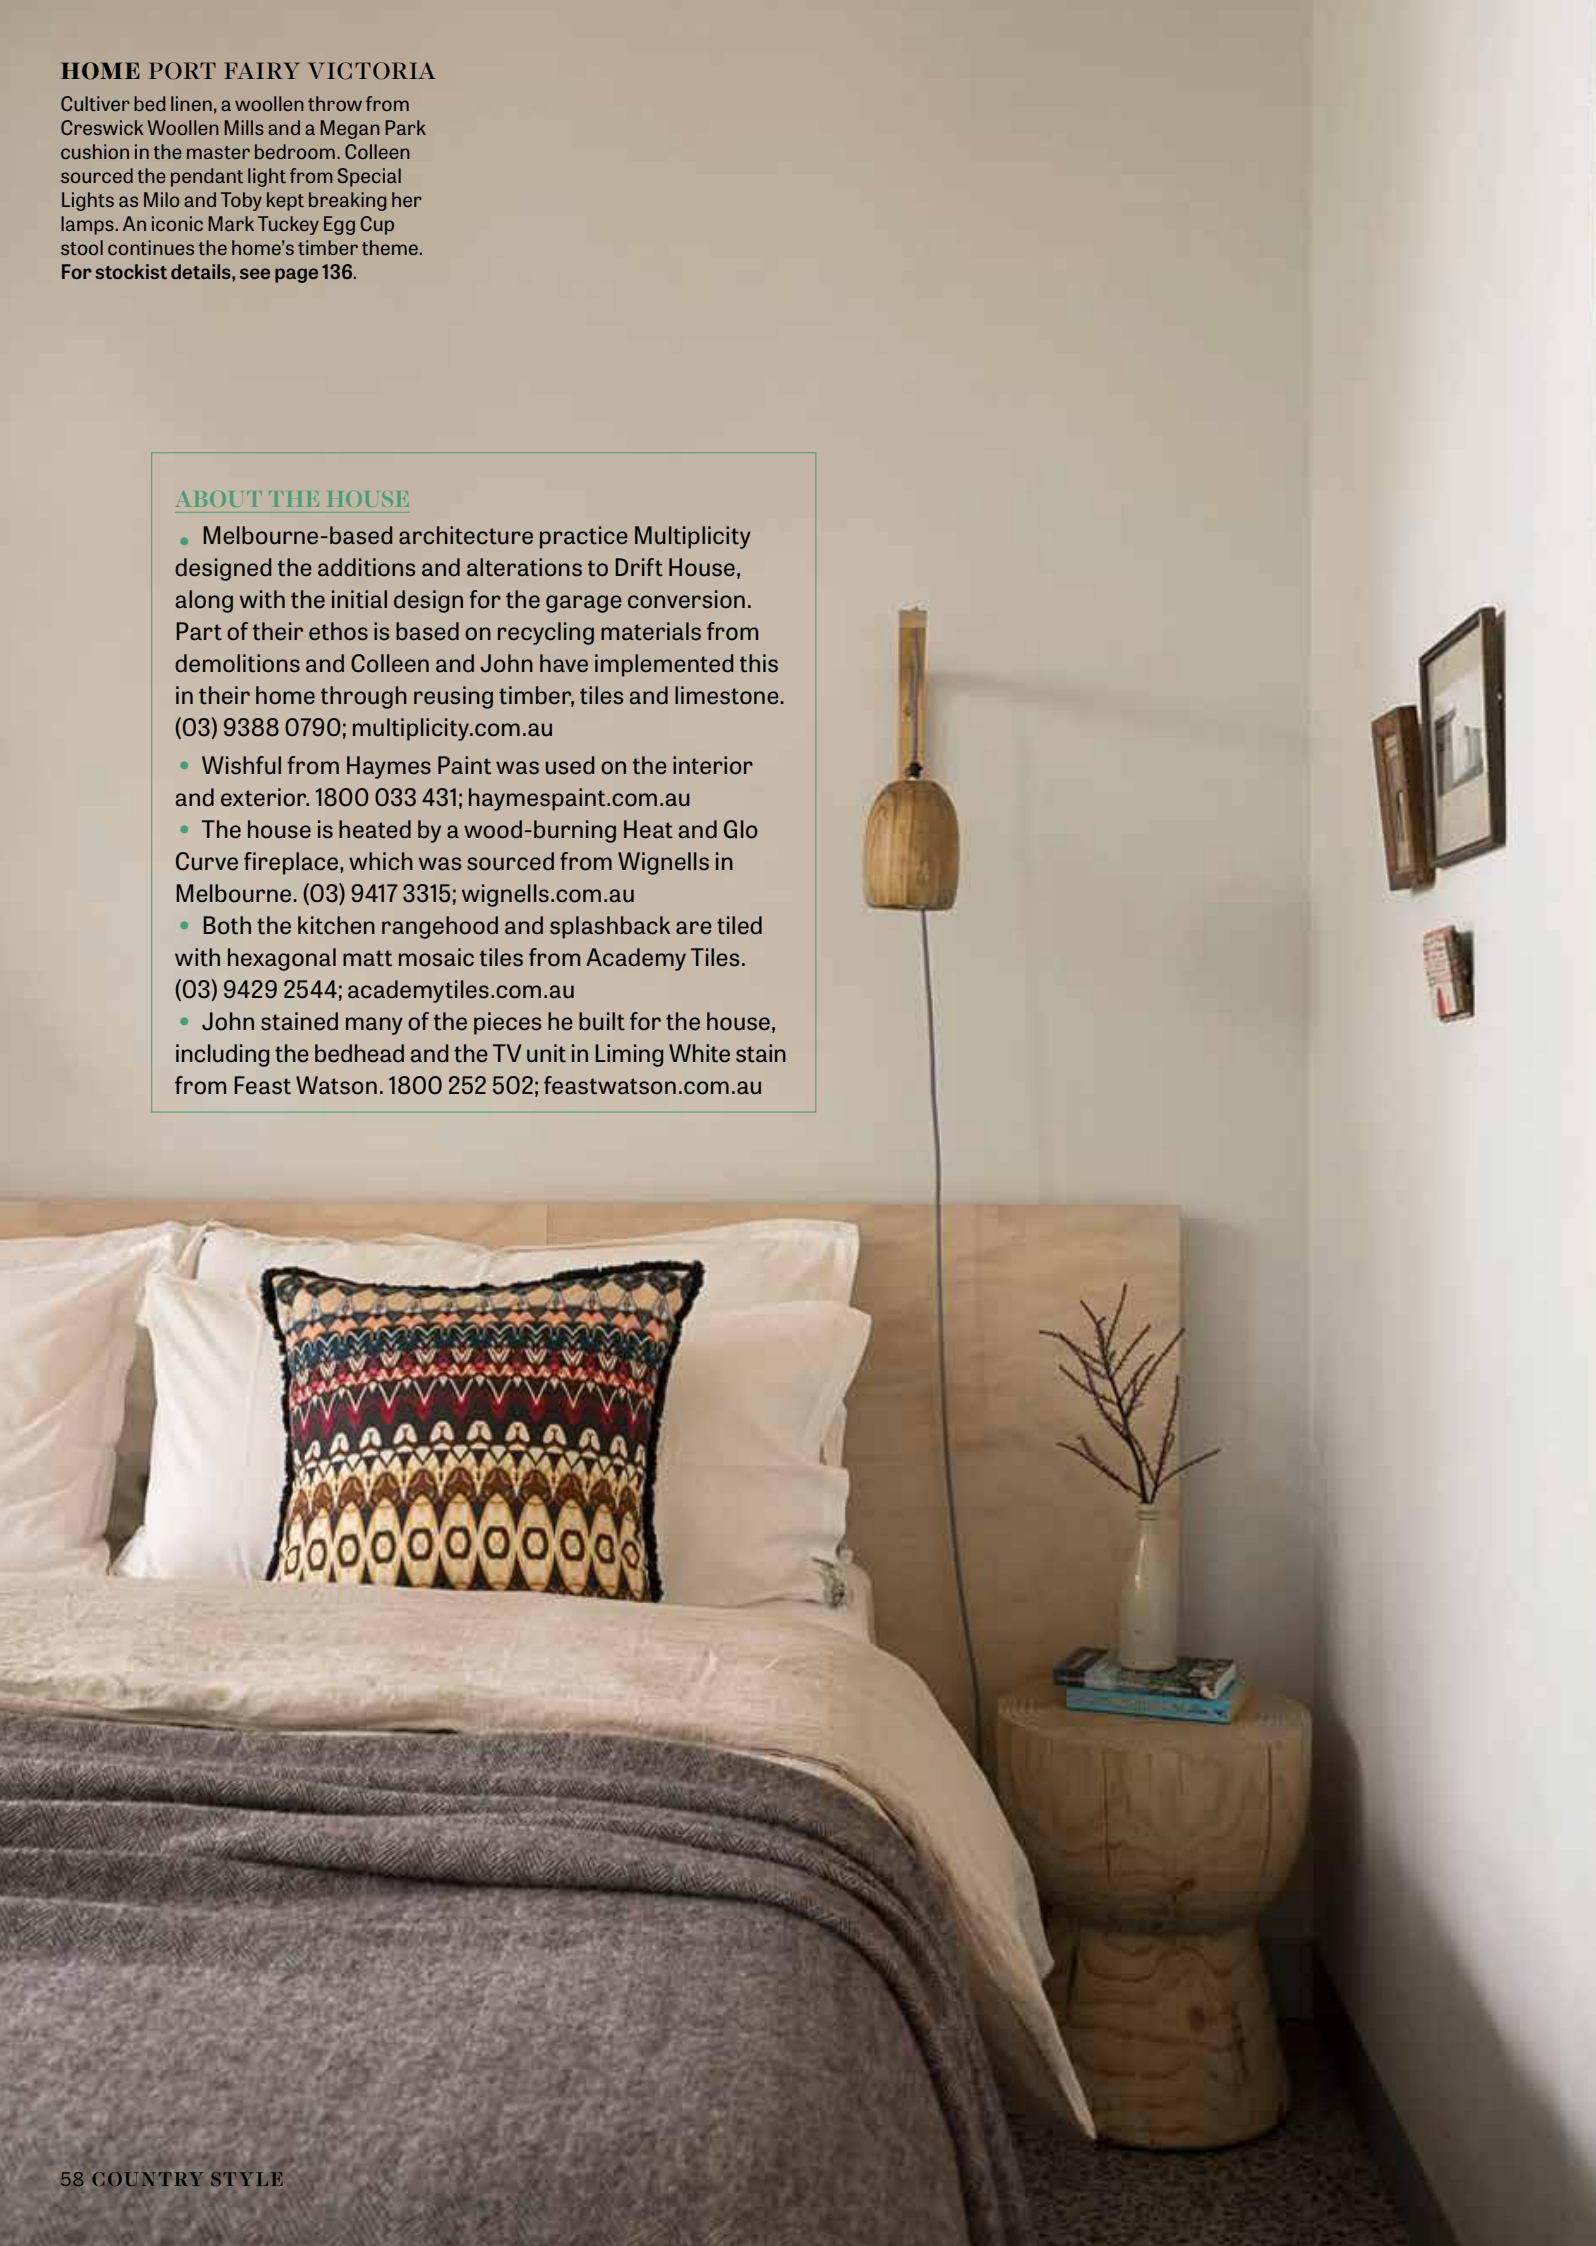 HOME PORT FAIRY VICTORIA
Cultiver bed linen, a woollen throw from
Creswick Woollen Mills and a Megan Park
cushion in the master bedroom. Colleen
sourced the pendant light from Special
Lights as Milo and Toby kept breaking her
lamps. An iconic Mark Tuckey Egg Cup
stool continues the home's timber theme.
For stockist details, see page 136.
ABOUT THE HOUSE
• Melbourne-based architecture practice Multiplicity
designed the additions and alterations to Drift House,
along with the initial design for the garage conversion.
Part of their ethos is based on recycling materials from
demolitions and Colleen and John have implemented this
in their home through reusing timber, tiles and limestone.
(03) 9388 0790; multiplicity.com.au
• Wishful from Haymes Paint was used on the interior
and exterior. 1800 033 431; haymespaint.com.au
• The house is heated by a wood-burning Heat and Glo
Curve fireplace, which was sourced from Wignells in
Melbourne. (03) 9417 3315; wignells.com.au
• Both the kitchen rangehood and splashback are tiled
with hexagonal matt mosaic tiles from Academy Tiles.
(03) 9429 2544; academytiles.com.au
• John stained many of the pieces he built for the house,
including the bedhead and the TV unit in Liming White stain
from Feast Watson. 1800 252 502; feastwatson.com.au
58 COUNTRY STYLE